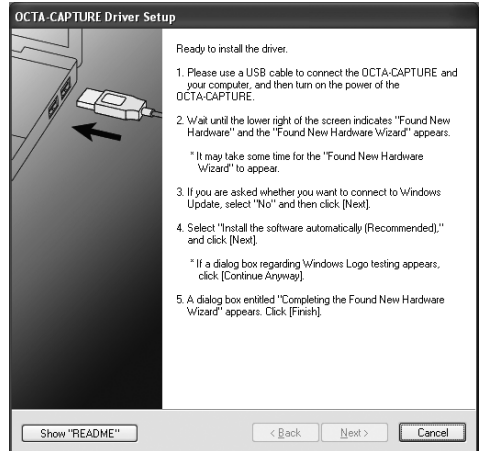 OCTA-CAPTURE Driver Setup
Ready to install the driver.
1. Please use a USB cable to connect the OCTA-CAPTURE and
your computer, and then turn on the power of the
OCTA-CAPTURE.
2. Wait until the lower right of the screen indicates "Found New
Hardware" and the "Found New Hardware Wizard" appears.
* It may take some time for the "Found New Hardware
Wizard" to appear.
3. If you are asked whether you want to connect to Windows
Update, select "No" and then click [Next].
4. Select "Install the software automatically (Recommended),"
and click [Next].
* If a dialog box regarding Windows Logo testing appears,
click [Continue Anyway].
5. A dialog box entitled "Completing the Found New Hardware
Wizard" appears. Click [Finish].
Show "README"
< Back
Next >
Cancel